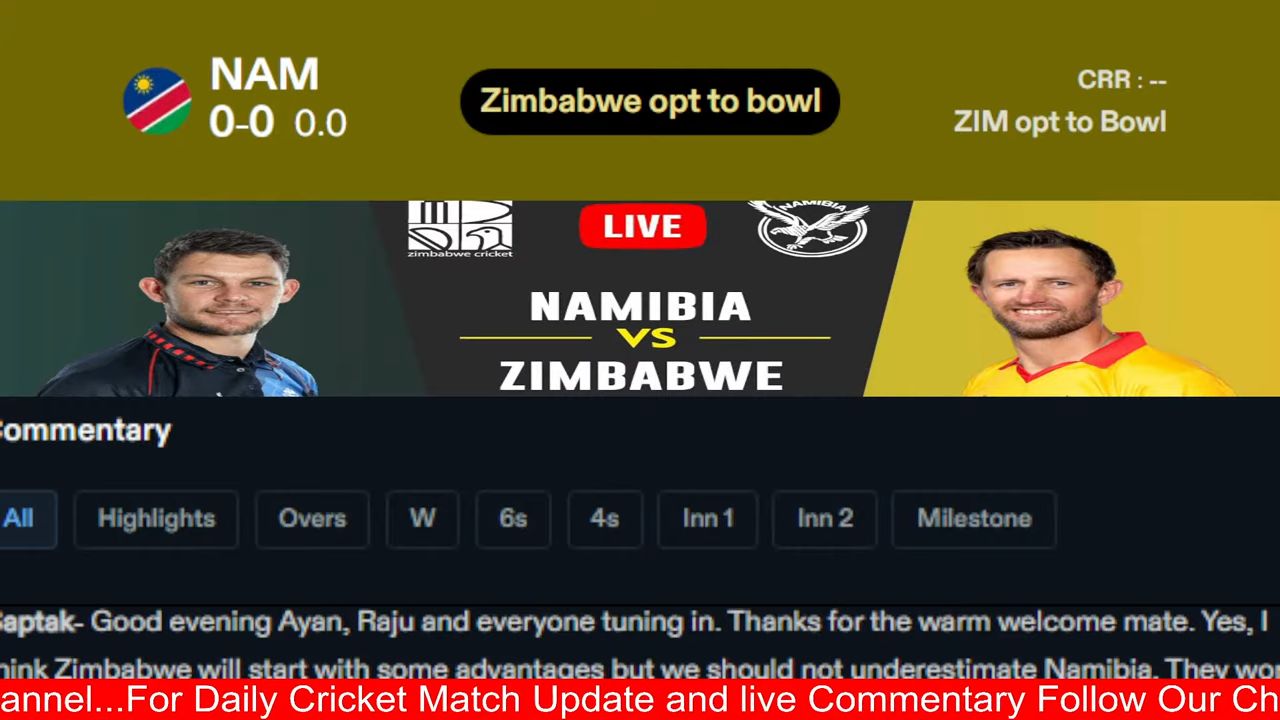 NAM
0-0 0.0
Zimbabwe opt to bowl
CRR : --
ZIM opt to Bowl
zimbabwe cricket
LIVE
NAMIBIA
NAMIBIA
VS
ZIMBABWE
Commentary
All Highlights Overs W 6s 4s Inn 1 Inn 2 Milestone
Saptak- Good evening Ayan, Raju and everyone tuning in. Thanks for the warm welcome mate. Yes, I
hink Zimbabwe will start with some advantages but we should not underestimate Namibia. They wo
annel...For Daily Cricket Match Update and live Commentary Follow Our Ch